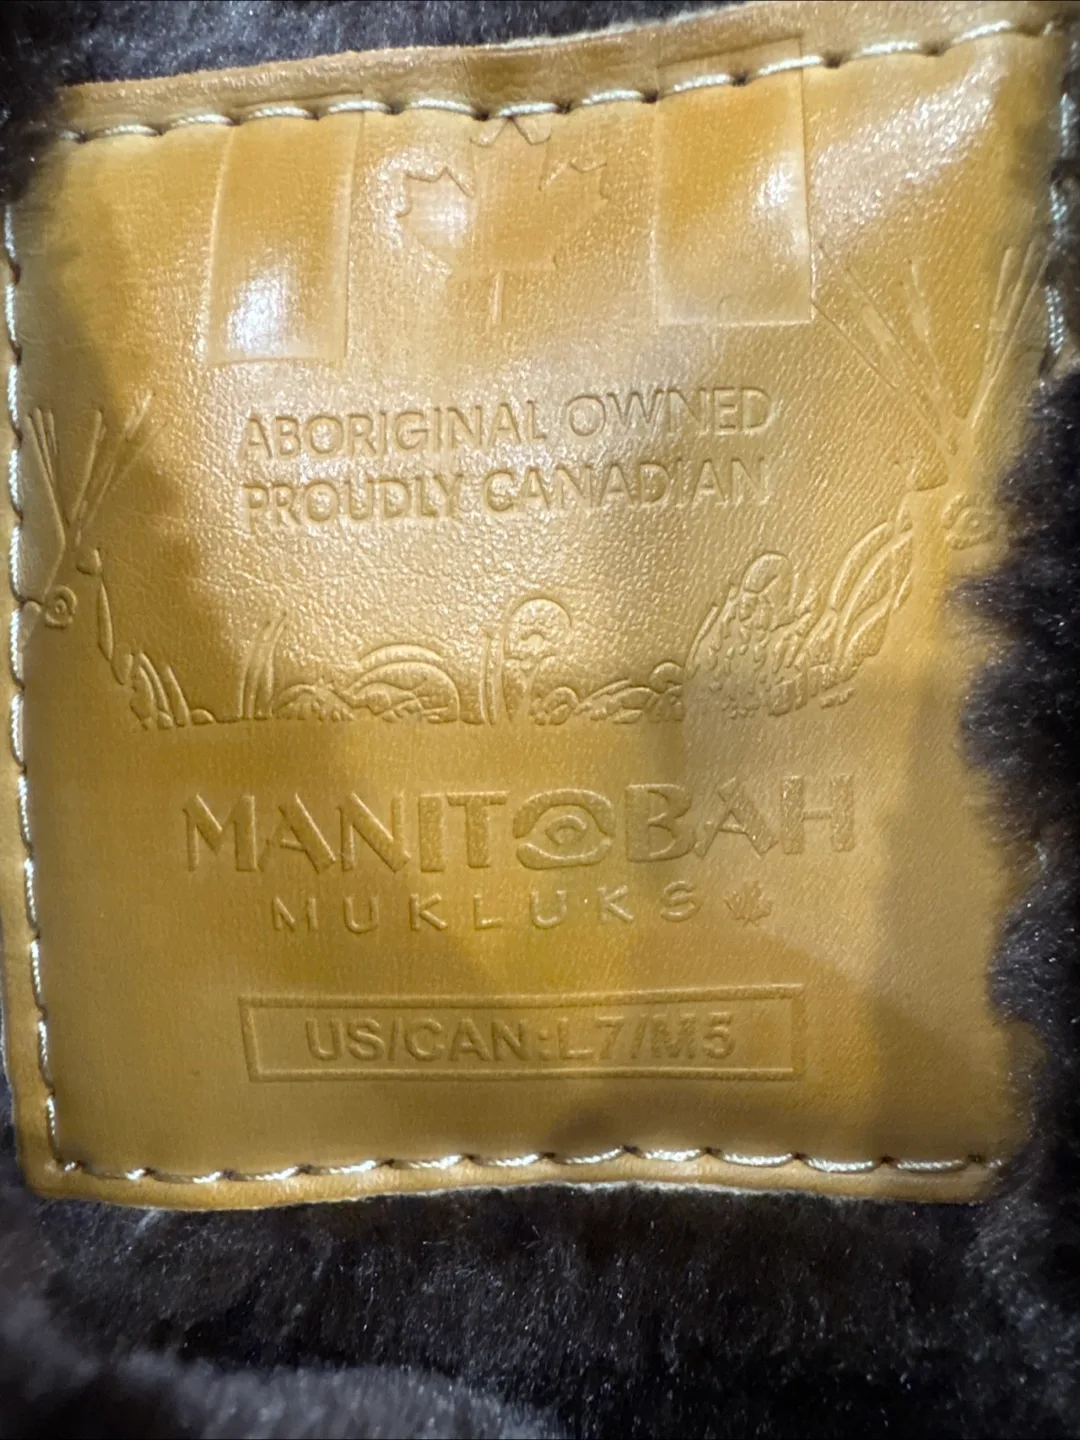 ABORIGINAL OWNED
PROUDLY CANADIAN
MANITOBAH
MUKLUKS
US/CAN:L7/M5